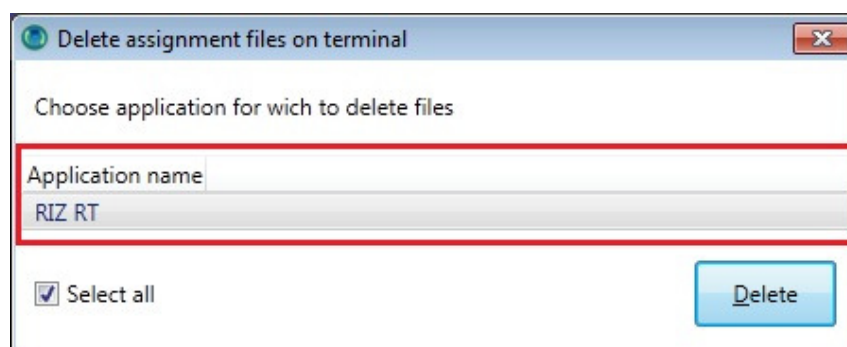 Delete assignment files on terminal
Choose application for wich to delete files
Application name
RIZ RT
Select all
Delete